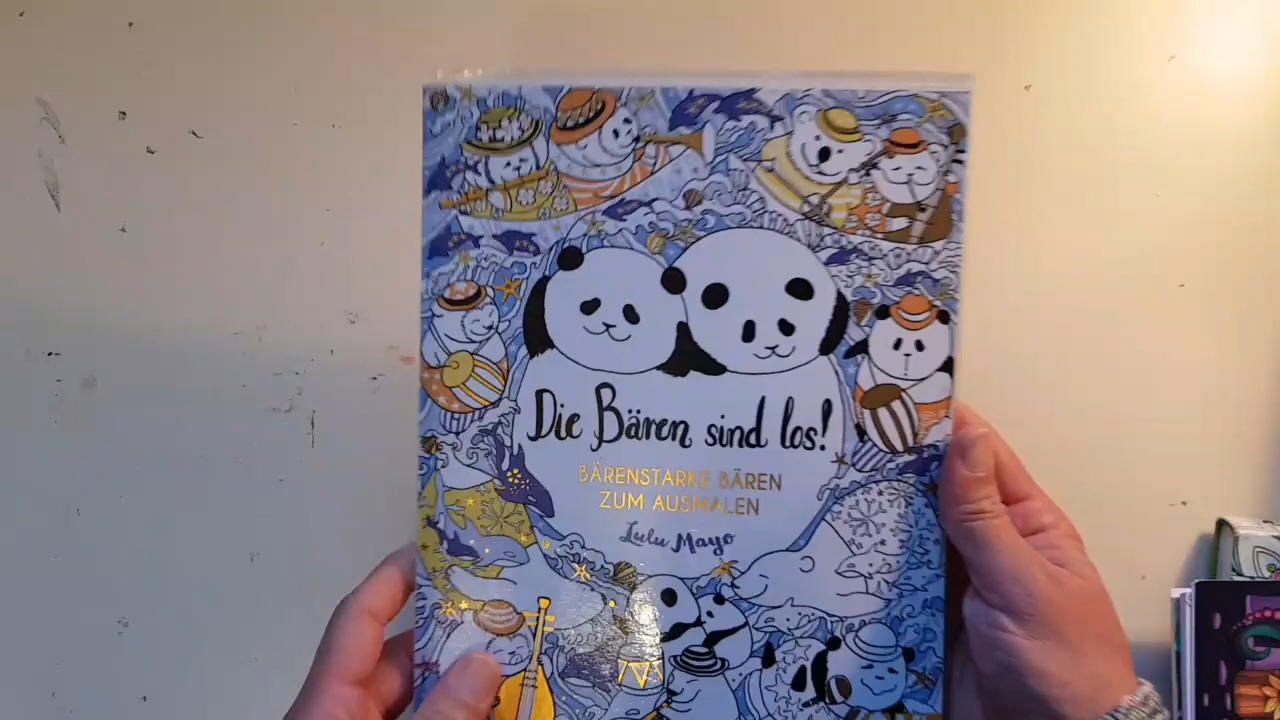 Die Bären sind los!
BÄRENSTARKE BÄREN
ZUM AUSMALEN
Lulu Mayo